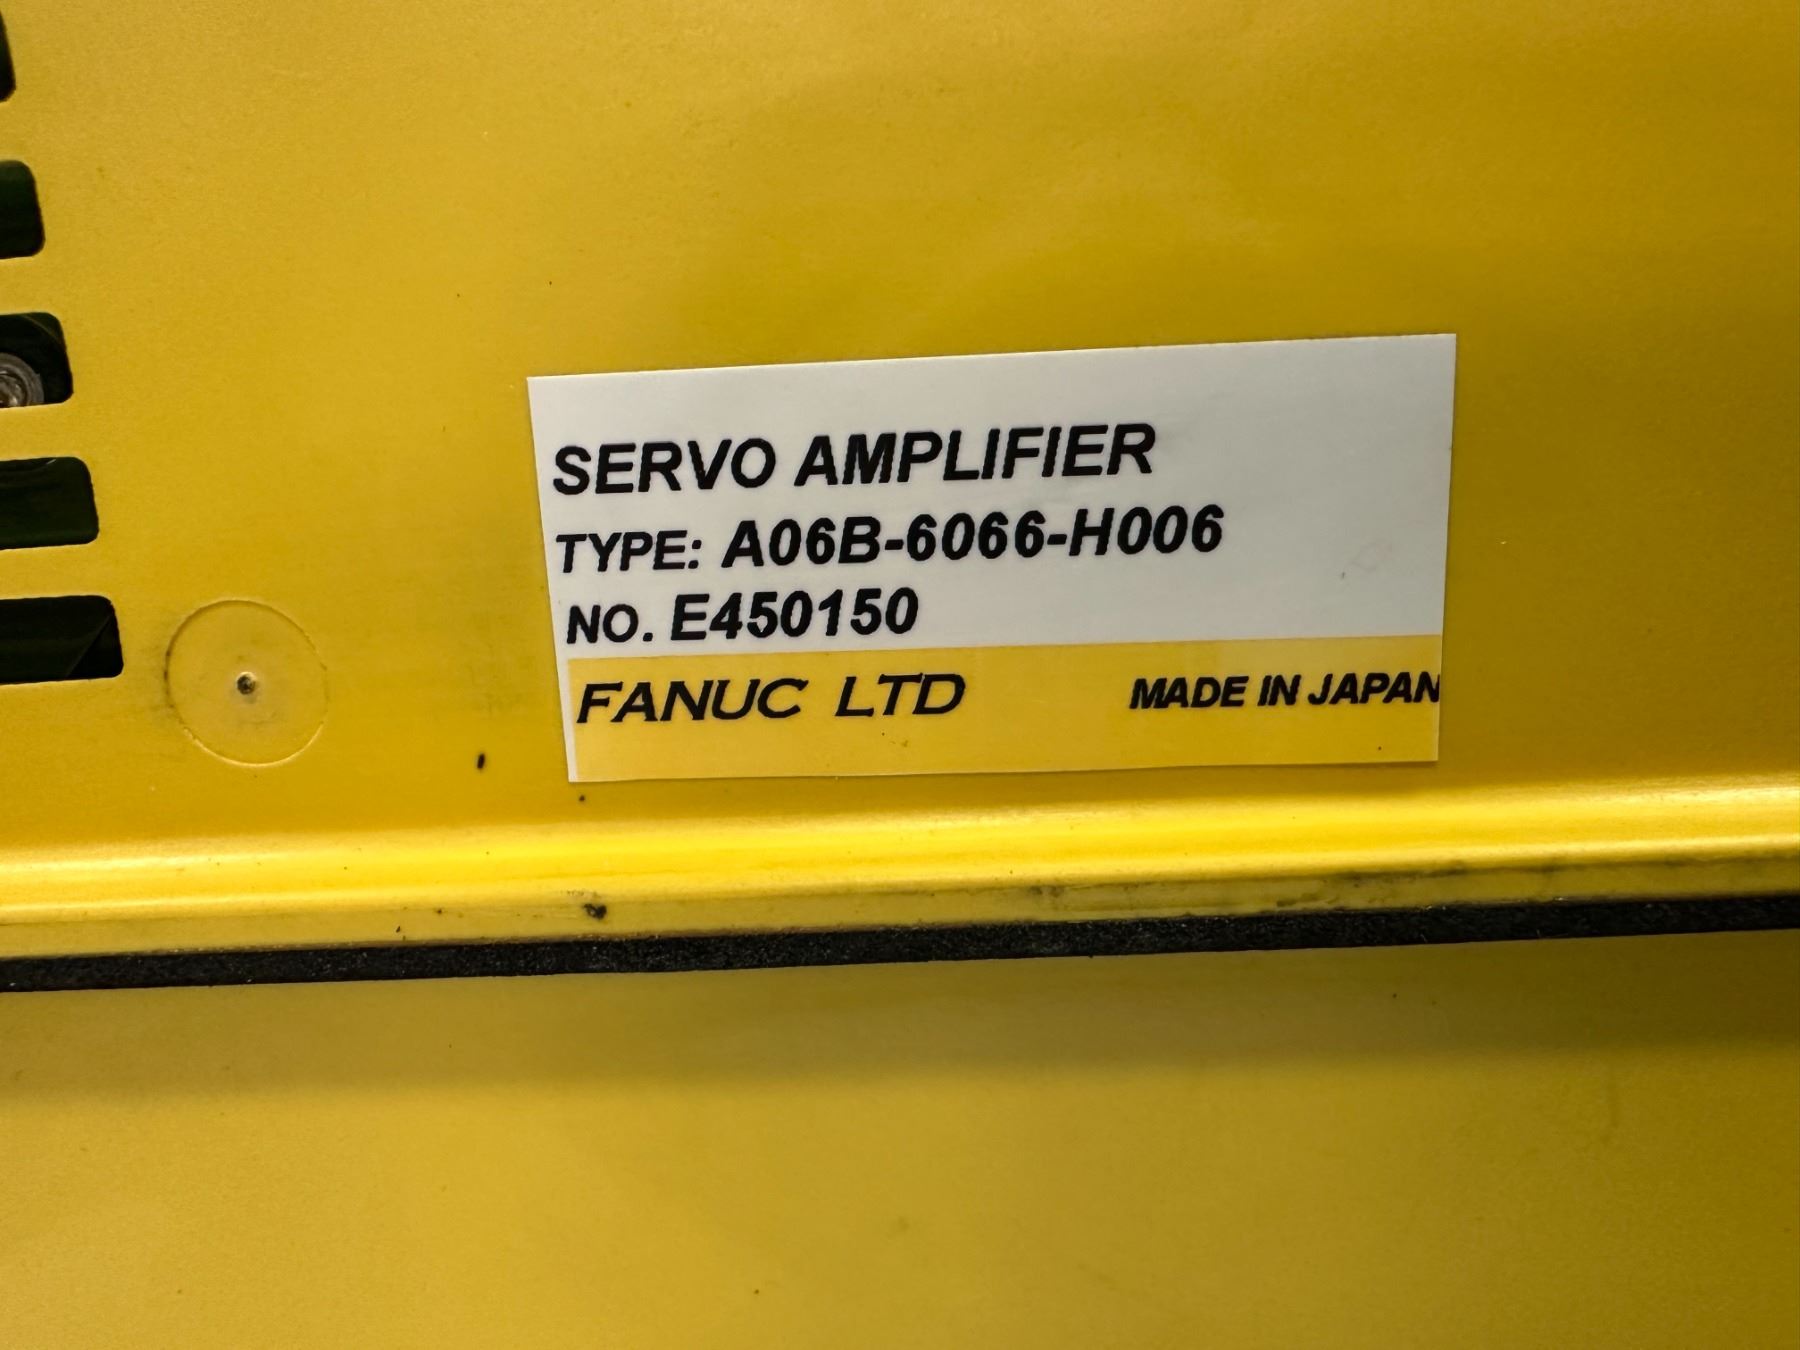 SERVO AMPLIFIER
TYPE: A06B-6066-H006
NO. E450150
FANUC LTD MADE IN JAPAN